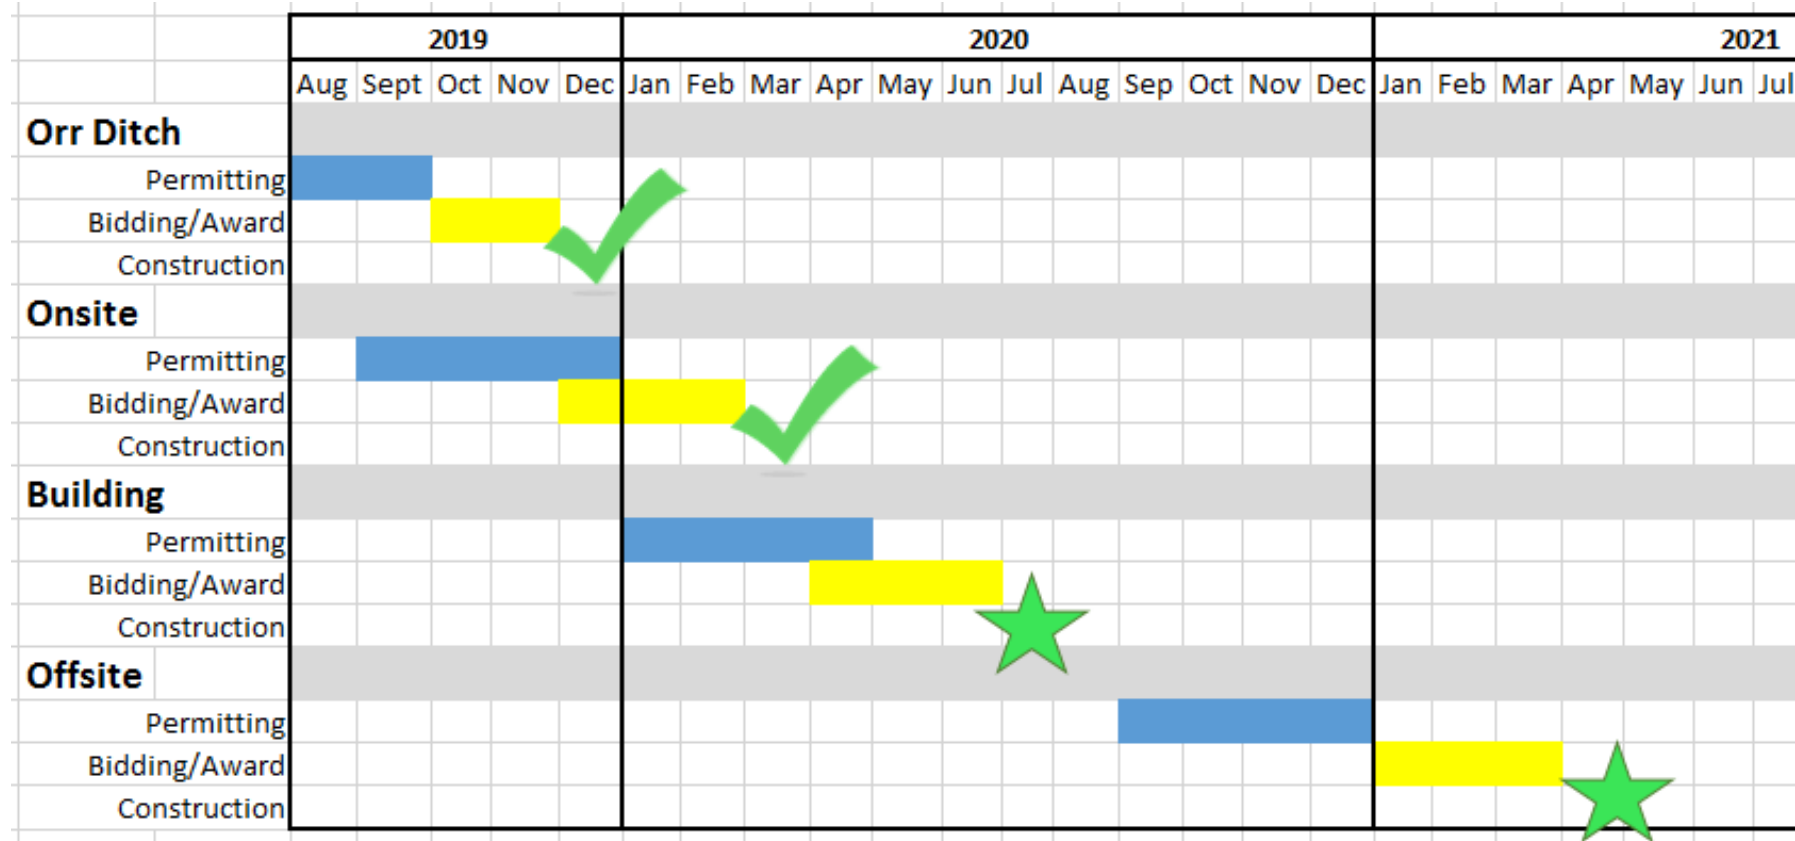 2019 2020 2021
Aug Sept Oct Nov Dec Jan Feb Mar Apr May Jun Jul Aug Sep Oct Nov Dec Jan Feb Mar Apr May Jun Jul
Orr Ditch
Permitting
Bidding/Award
Construction
Onsite
Permitting
Bidding/Award
Construction
Building
Permitting
Bidding/Award
Construction
Offsite
Permitting
Bidding/Award
Construction